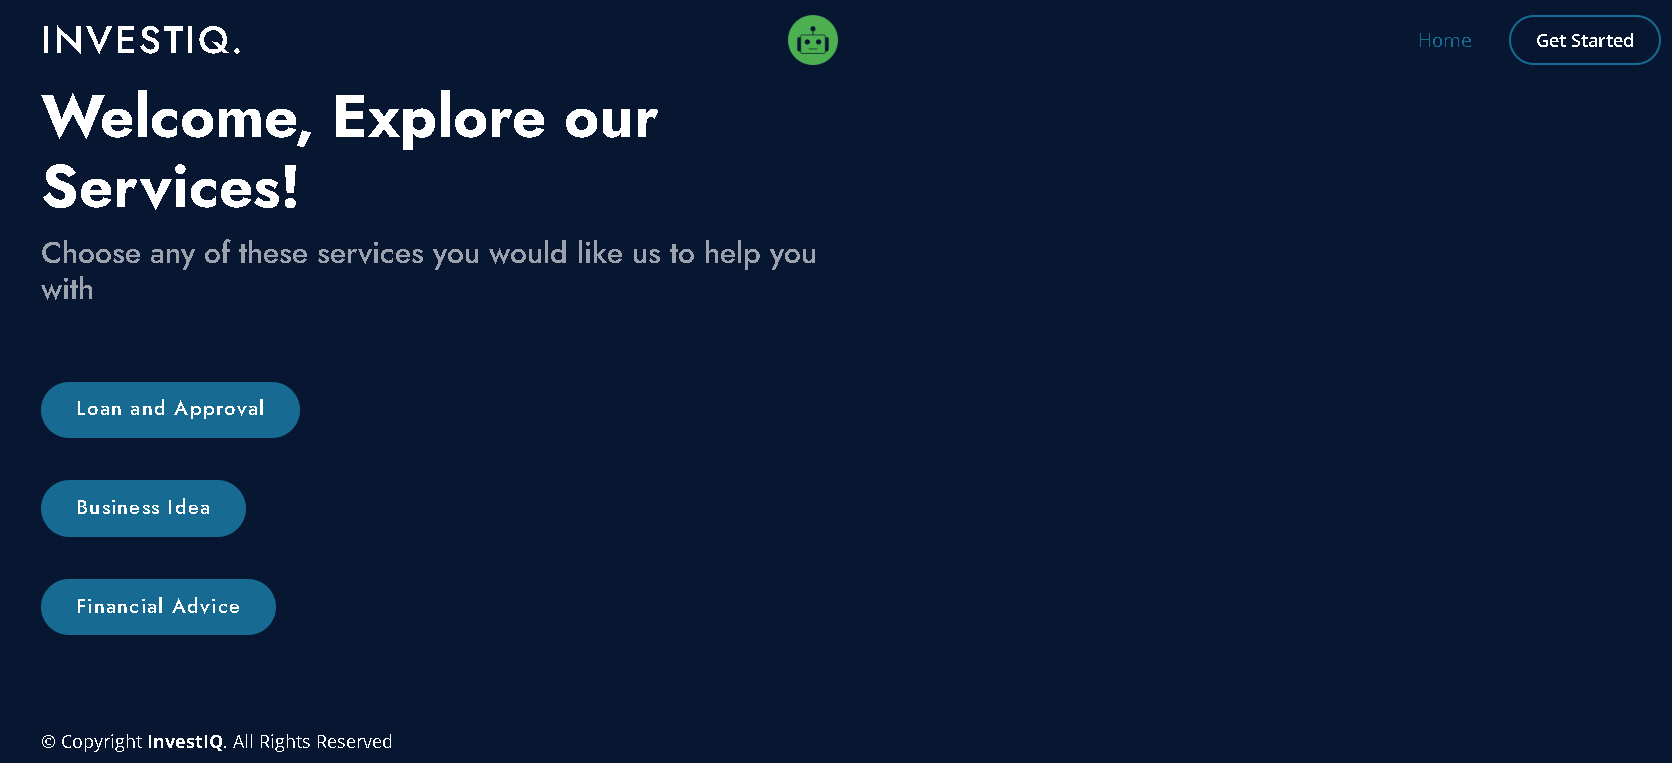 INVESTIQ.
Home
Get Started
Welcome, Explore our
Services!
Choose any of these services you would like us to help you
with
Loan and Approval
Business Idea
Financial Advice
© Copyright InvestIQ. All Rights Reserved